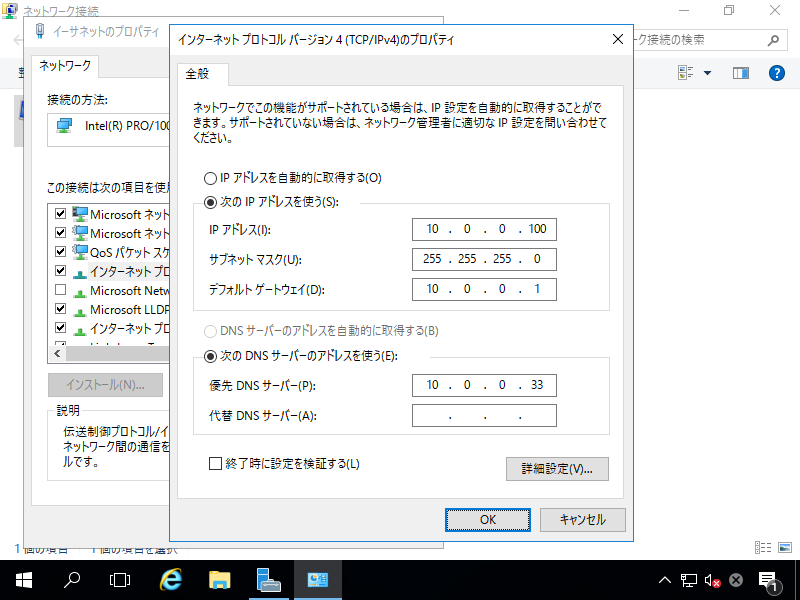 ネットワーク接続
イーサネットのプロパティ
ク接続の検索
ネットワーク
接続の方法:
Intel(R) PRO/100
この接続は次の項目を使
Microsoft ネット
Microsoft ネット
QoS パケット スケ
インターネット プロ
Microsoft Netw
Microsoft LLDP
インターネット プロ
インストール(N)...
説明
伝送制御プロトコル/イ
ネットワーク間の通信を
ルです。
インターネット プロトコル バージョン 4 (TCP/IPv4)のプロパティ
全般
ネットワークでこの機能がサポートされている場合は、IP 設定を自動的に取得することがで
きます。サポートされていない場合は、ネットワーク管理者に適切な IP 設定を問い合わせて
ください。
IP アドレスを自動的に取得する(O)
次の IP アドレスを使う(S):
IP アドレス(I): 10 . 0 . 0 . 100
サブネット マスク(U): 255 . 255 . 255 . 0
デフォルト ゲートウェイ(D): 10 . 0 . 0 . 1
DNS サーバーのアドレスを自動的に取得する(B)
次の DNS サーバーのアドレスを使う(E):
優先 DNS サーバー(P): 10 . 0 . 0 . 33
代替 DNS サーバー(A): . . .
終了時に設定を検証する(L)
詳細設定(V)...
OK キャンセル
1 個の項目 1 個の項目を選択
1